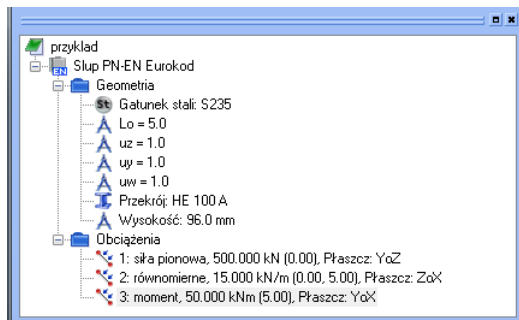 przyklad
EN
Slup PN-EN Eurokod
Geometria
St Gatunek stali: S235
Lo = 5.0
uz = 1.0
uy = 1.0
uw = 1.0
Przekrój: HE 100 A
Wysokość: 96.0 mm
Obciążenia
1: siła pionowa, 500.000 kN (0.00), Płaszcz: YoZ
2: równomierne, 15.000 kN/m (0.00, 5.00), Płaszcz: ZoX
3: moment, 50.000 kNm (5.00), Płaszcz: YoX